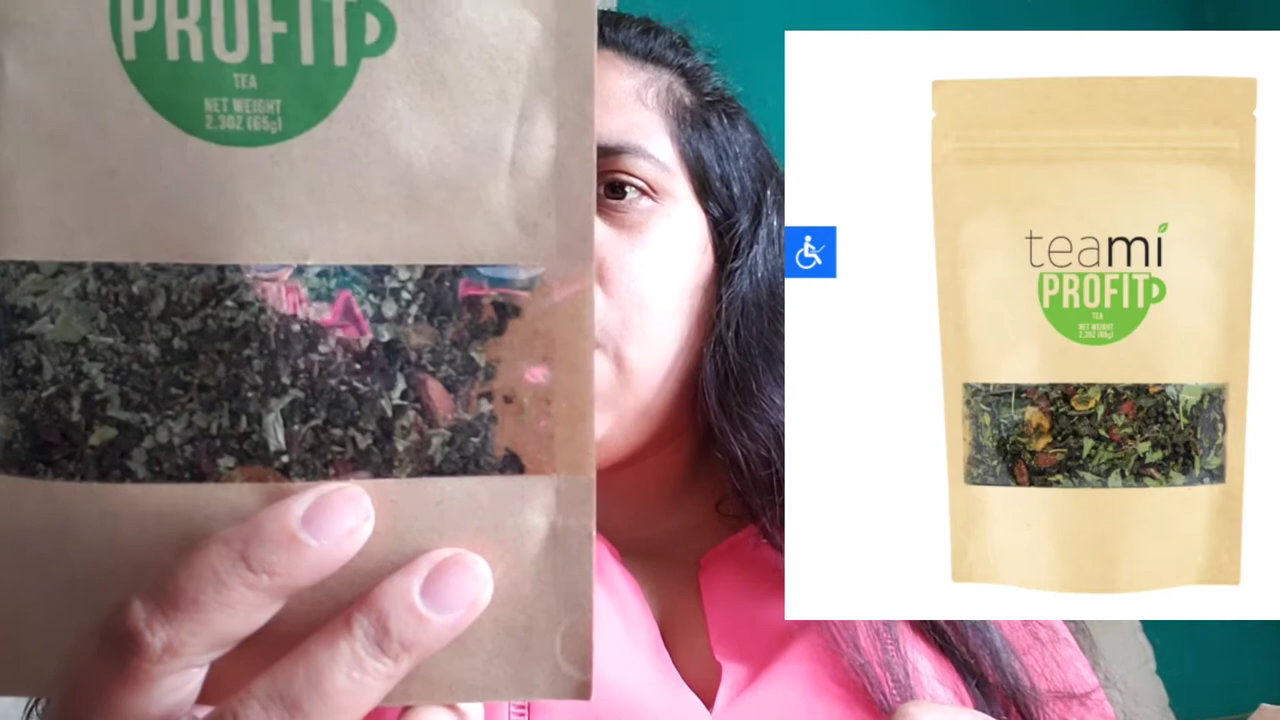 PROFIT
TEA
NET WEIGHT
2.3OZ (65g)
teami
PROFIT
TEA
NET WEIGHT
2.3OZ (65g)